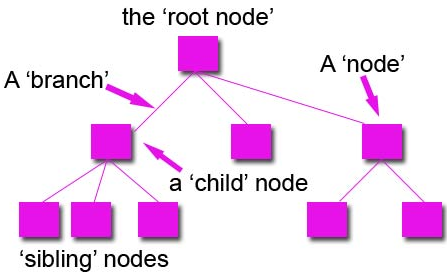 the ‘root node’
A ‘branch’
A ‘node’
a ‘child’ node
‘sibling’ nodes